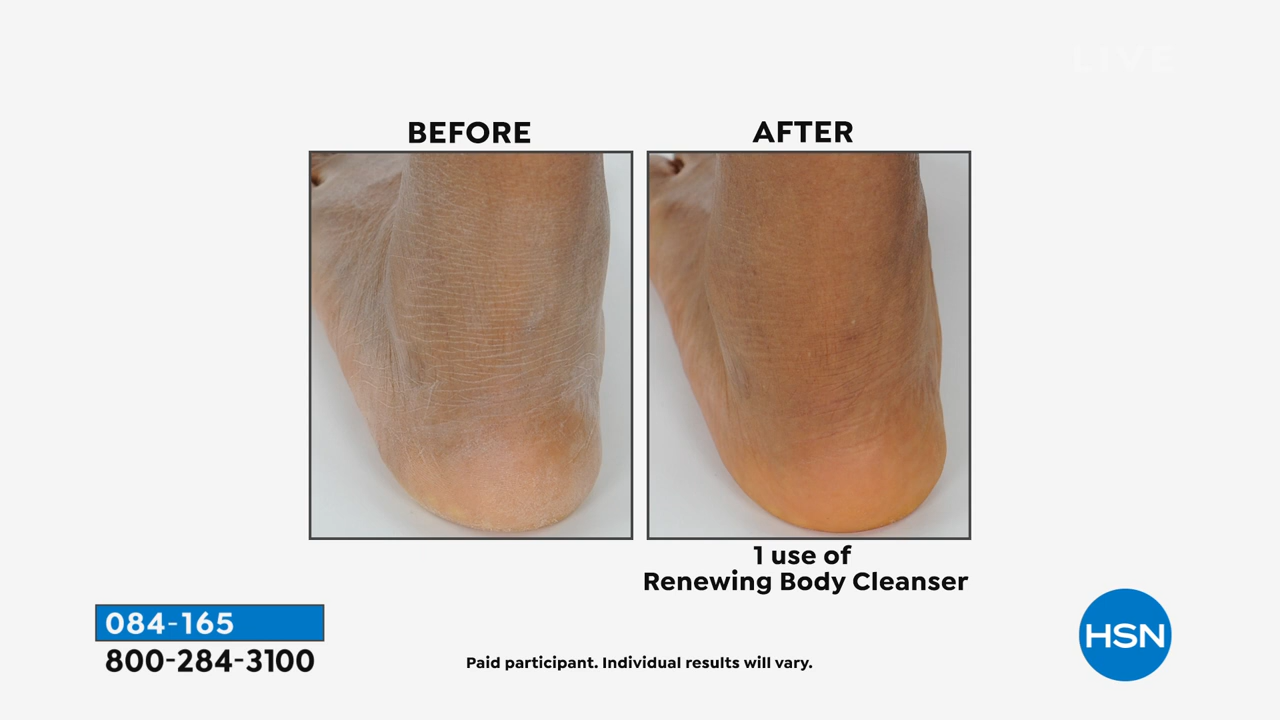 LIVE
BEFORE
AFTER
1 use of
Renewing Body Cleanser
084-165
800-284-3100
Paid participant. Individual results will vary.
HSN